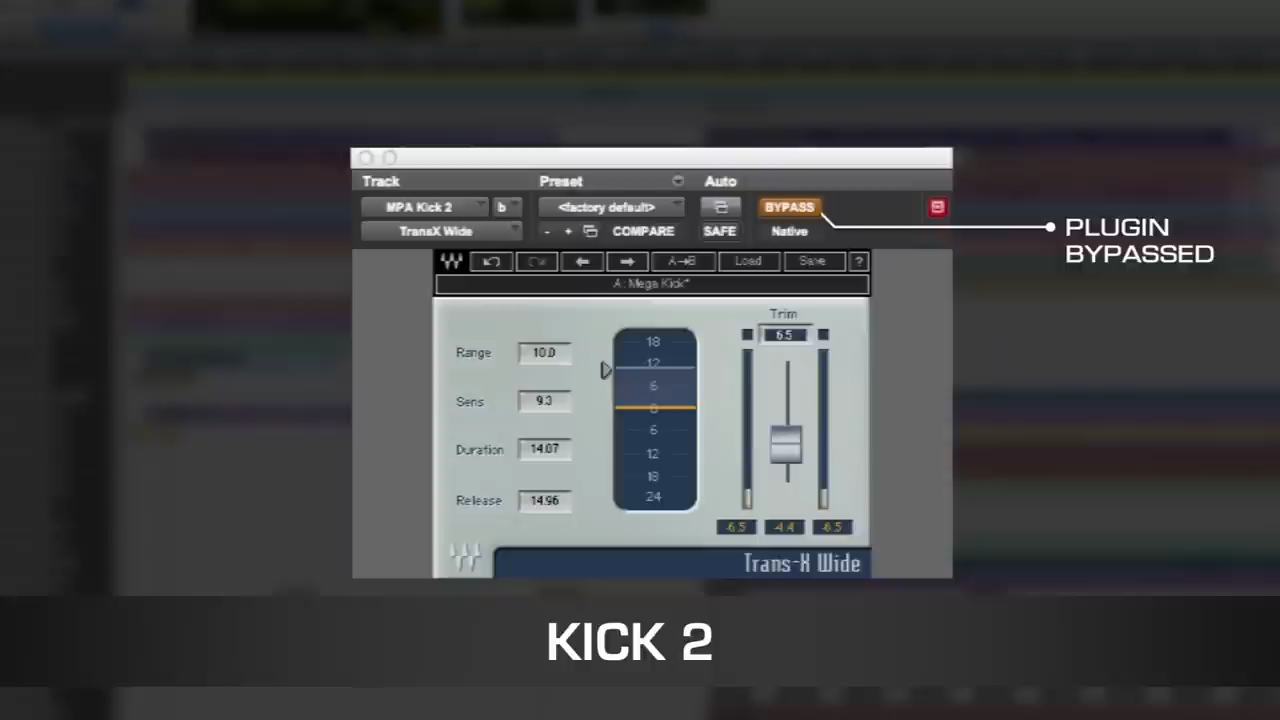 Track
Preset
Auto
MPA Kick 2
b
<factory default>
BYPASS
TransX Wide
- +
COMPARE
SAFE
Native
PLUGIN
BYPASSED
A→B
Load
Save
?
A: Mega Kick*
Trim
6.5
Range
10.0
Sens
9.3
Duration
14.07
Release
14.96
18
12
6
0
6
12
18
24
-6.5
-4.4
-6.5
Trans-X Wide
KICK 2